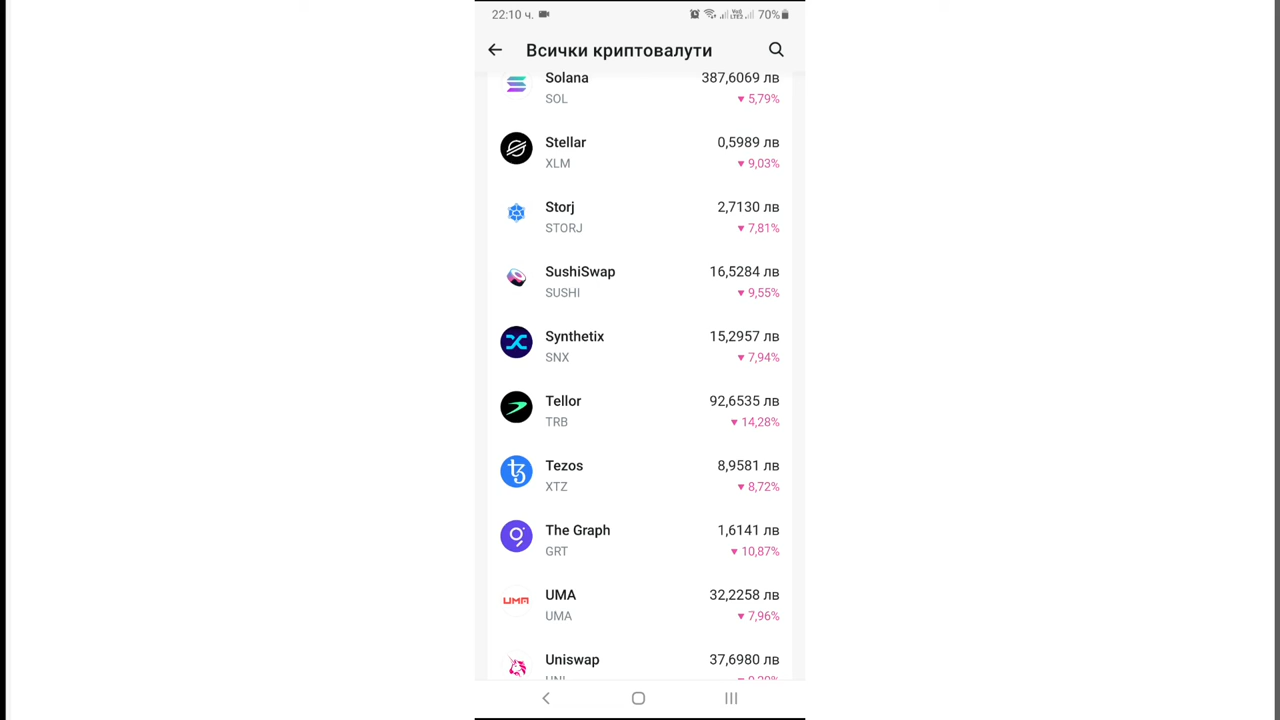 22:10 ч. 70%
Всички криптовалути
Solana 387,6069 лв
SOL ▼ 5,79%
Stellar 0,5989 лв
XLM ▼ 9,03%
Storj 2,7130 лв
STORJ ▼ 7,81%
SushiSwap 16,5284 лв
SUSHI ▼ 9,55%
Synthetix 15,2957 лв
SNX ▼ 7,94%
Tellor 92,6535 лв
TRB ▼ 14,28%
Tezos 8,9581 лв
XTZ ▼ 8,72%
The Graph 1,6141 лв
GRT ▼ 10,87%
UMA UMA 32,2258 лв
UMA ▼ 7,96%
Uniswap 37,6980 лв